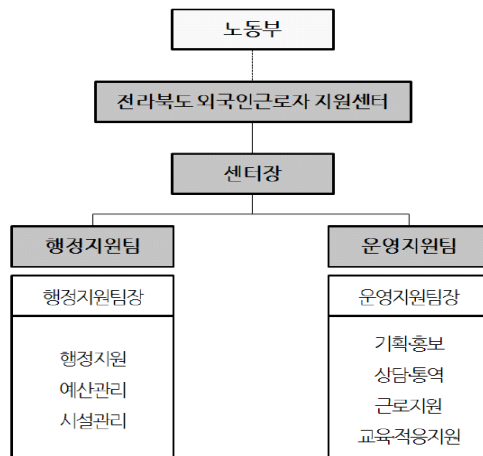 노동부
전라북도 외국인근로자 지원센터
센터장
행정지원팀
운영지원팀
행정지원팀장
운영지원팀장
행정지원
예산관리
시설관리
기획·홍보
상담·통역
근로지원
교육·적응지원